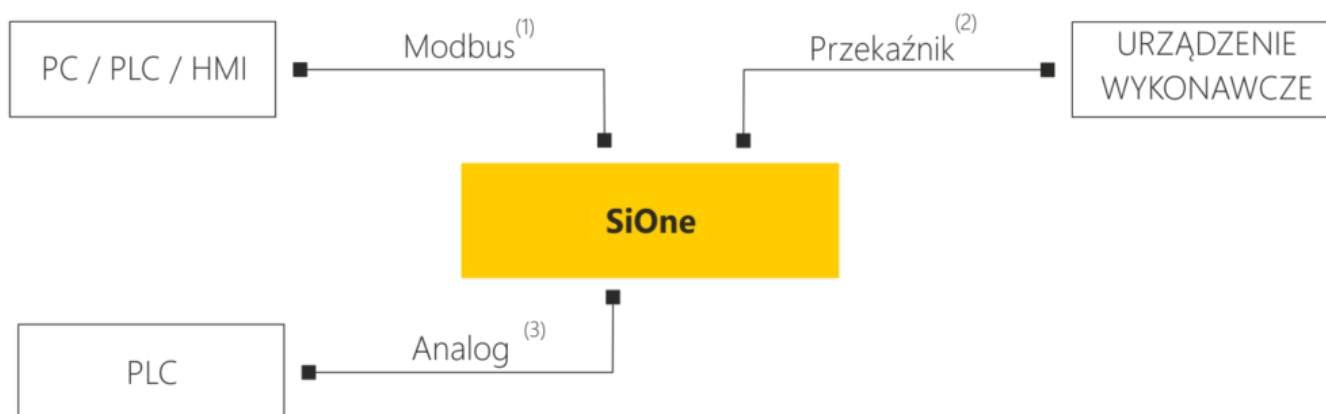 PC / PLC / HMI
Modbus(1)
Przekaźnik(2)
URZĄDZENIE
WYKONAWCZE
SiOne
PLC
Analog (3)